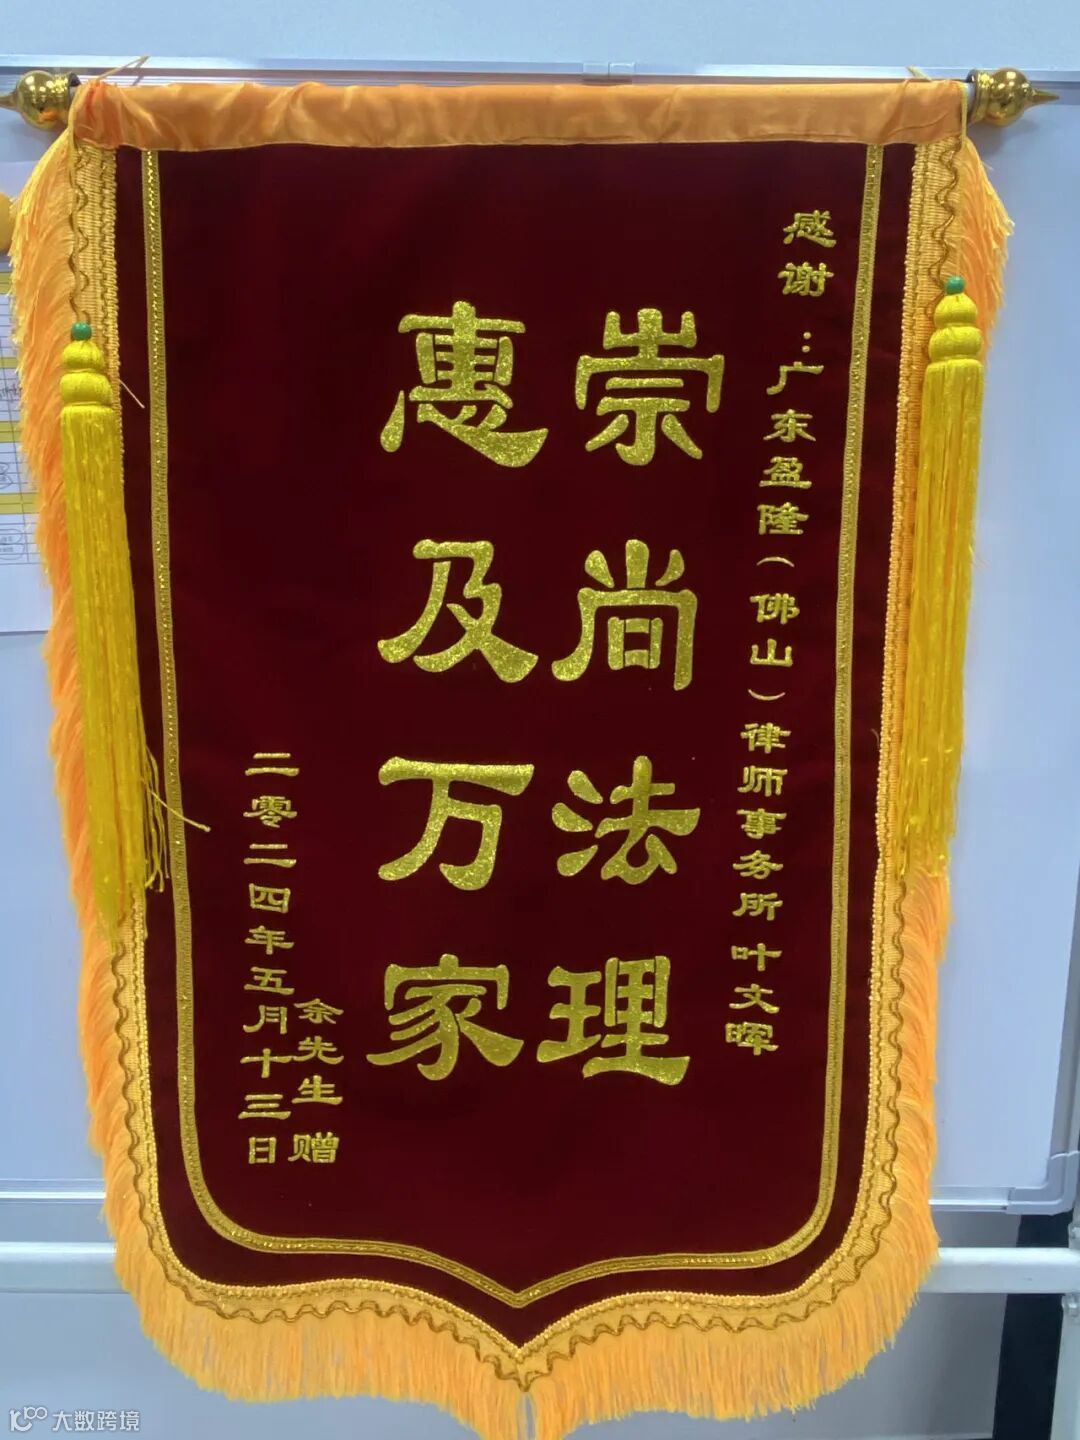 感谢：广东盈隆（佛山）律师事务所叶文晖
崇尚法理
惠及万家
余先生赠
二零二四年五月十三日
大数跨境